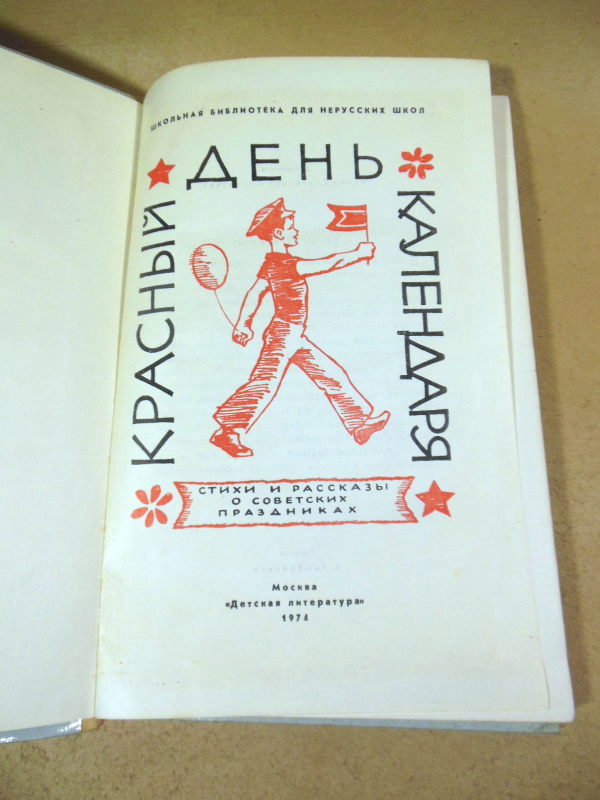 ШКОЛЬНАЯ БИБЛИОТЕКА ДЛЯ НЕРУССКИХ ШКОЛ
КРАСНЫЙ
ДЕНЬ
КАЛЕНДАРЯ
СТИХИ И РАССКАЗЫ
О СОВЕТСКИХ
ПРАЗДНИКАХ
Москва
«Детская литература»
1974